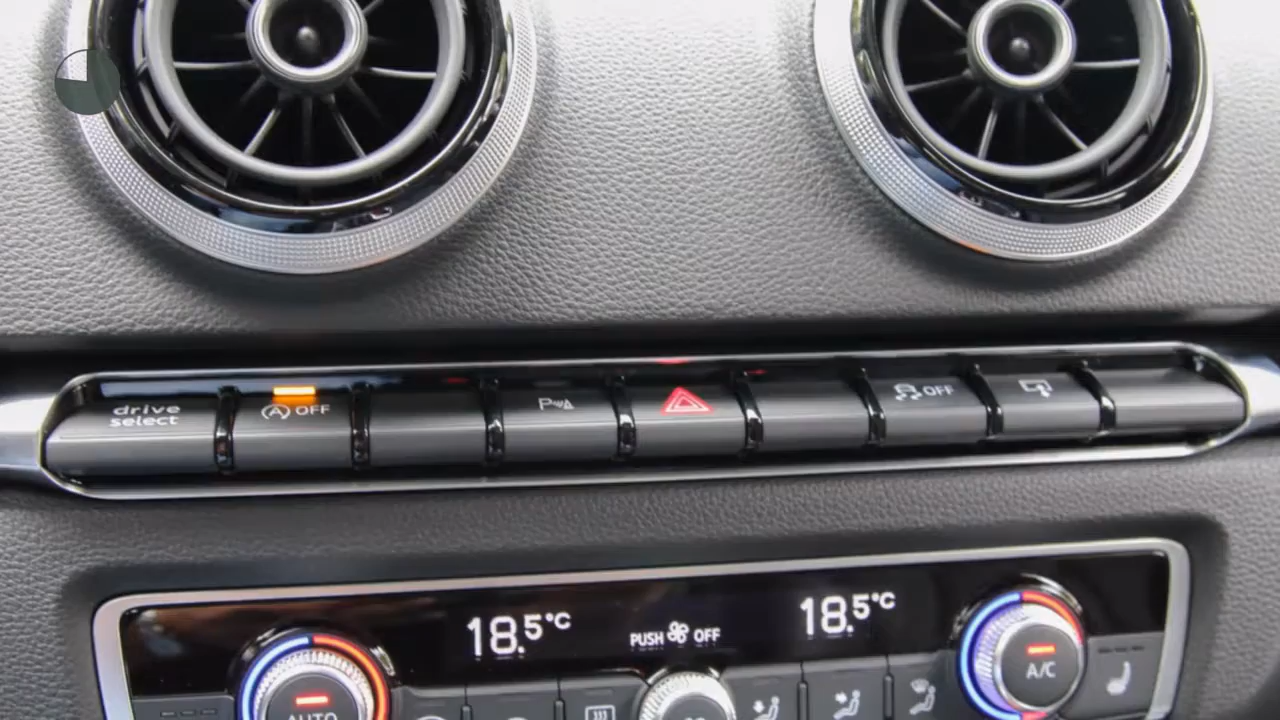 drive
select
A OFF
P
OFF
18.5°C
PUSH OFF
18.5°C
AUTO
A/C